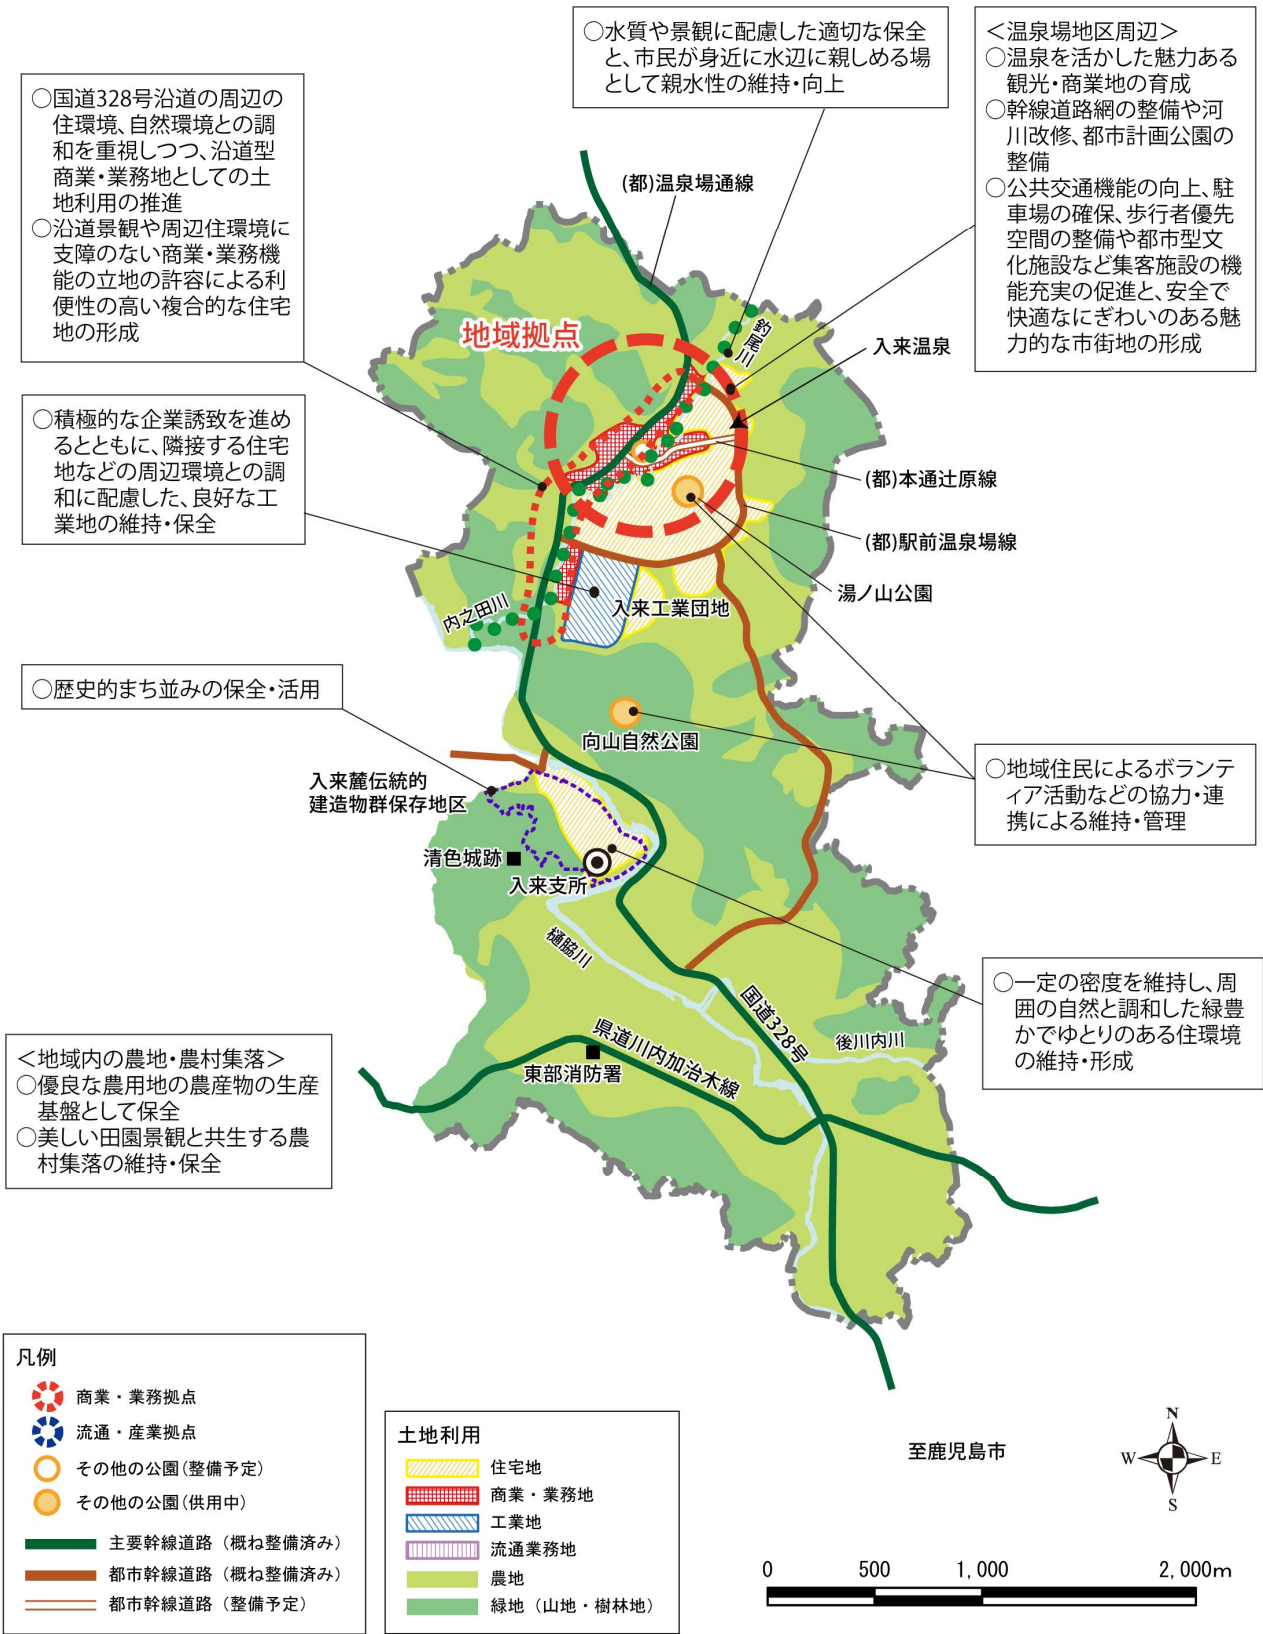 ○水質や景観に配慮した適切な保全
と、市民が身近に水辺に親しめる場
として親水性の維持・向上
＜温泉場地区周辺＞
○温泉を活かした魅力ある
観光・商業地の育成
○幹線道路網の整備や河
川改修、都市計画公園の
整備
○公共交通機能の向上、駐
車場の確保、歩行者優先
空間の整備や都市型文
化施設など集客施設の機
能充実の促進と、安全で
快適なにぎわいのある魅
力的な市街地の形成
○国道328号沿道の周辺の
住環境、自然環境との調
和を重視しつつ、沿道型
商業・業務地としての土
地利用の推進
○沿道景観や周辺住環境に
支障のない商業・業務機
能の立地の許容による利
便性の高い複合的な住宅
地の形成
○積極的な企業誘致を進め
るとともに、隣接する住宅
地などの周辺環境との調
和に配慮した、良好な工
業地の維持・保全
○歴史的まち並みの保全・活用
(都)温泉場通線
地域拠点
釣尾川
入来温泉
(都)本通辻原線
(都)駅前温泉場線
湯ノ山公園
入来工業団地
内之田川
向山自然公園
入来麓伝統的
建造物群保存地区
清色城跡
入来支所
○地域住民によるボランテ
ィア活動などの協力・連
携による維持・管理
樋脇川
国道328号
後川内川
県道川内加治木線
東部消防署
○一定の密度を維持し、周
囲の自然と調和した緑豊
かでゆとりのある住環境
の維持・形成
＜地域内の農地・農村集落＞
○優良な農用地の農産物の生産
基盤として保全
○美しい田園景観と共生する農
村集落の維持・保全
凡例
商業・業務拠点
流通・産業拠点
その他の公園(整備予定)
その他の公園(供用中)
主要幹線道路（概ね整備済み）
都市幹線道路（概ね整備済み）
都市幹線道路（整備予定）
土地利用
住宅地
商業・業務地
工業地
流通業務地
農地
緑地（山地・樹林地）
至鹿児島市
N
W E
S
0 500 1,000 2,000m